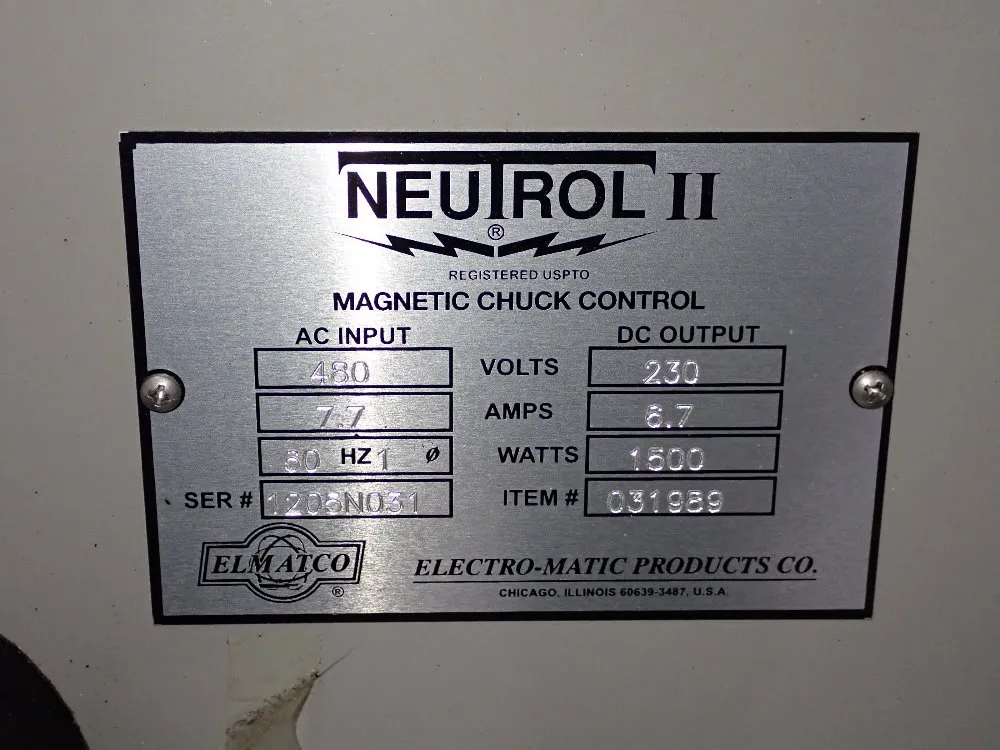 NEUTROL II
®
REGISTERED USPTO
MAGNETIC CHUCK CONTROL
AC INPUT DC OUTPUT
480 VOLTS 230
7.7 AMPS 6.7
60 HZ 1 Ø WATTS 1500
SER # 1205N031 ITEM # 031989
ELMATCO ®
ELECTRO-MATIC PRODUCTS CO.
CHICAGO, ILLINOIS 60639-3487, U.S.A.